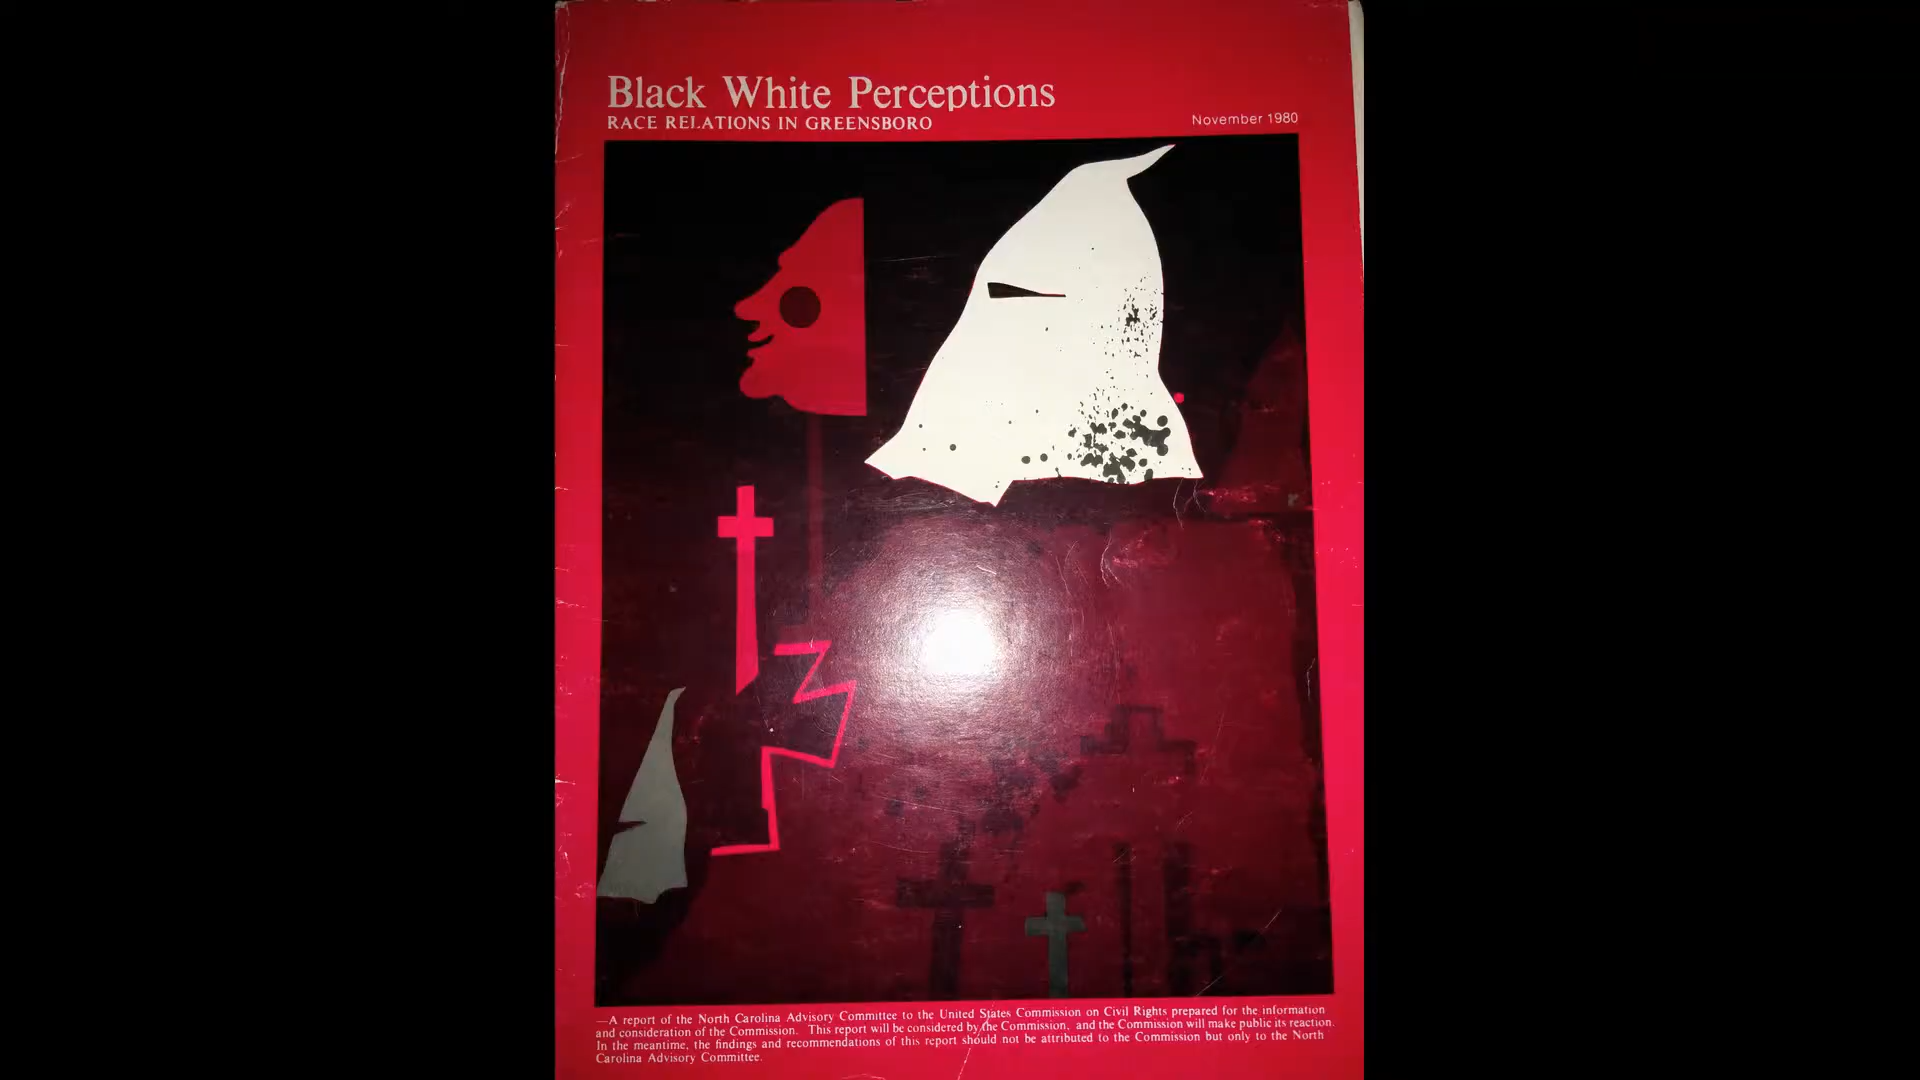 Black White Perceptions
RACE RELATIONS IN GREENSBORO
November 1980
—A report of the North Carolina Advisory Committee to the United States Commission on Civil Rights prepared for the information
and consideration of the Commission. This report will be considered by the Commission, and the Commission will make public its reaction.
In the meantime, the findings and recommendations of this report should not be attributed to the Commission but only to the North
Carolina Advisory Committee.